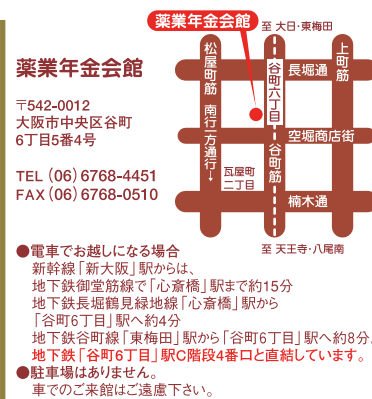 薬業年金会館
〒542-0012
大阪市中央区谷町
6丁目5番4号
TEL (06) 6768-4451
FAX (06) 6768-0510
薬業年金会館
至 大日・東梅田
松屋町筋 南行一方通行→
谷町六丁目
谷町筋
上町筋
長堀通
空堀商店街
瓦屋町
二丁目
楠木通
至 天王寺・八尾南
●電車でお越しになる場合
新幹線「新大阪」駅からは、
地下鉄御堂筋線で「心斎橋」駅まで約15分
地下鉄長堀鶴見緑地線「心斎橋」駅から
「谷町6丁目」駅へ約4分
地下鉄谷町線「東梅田」駅から「谷町6丁目」駅へ約8分。
地下鉄「谷町6丁目」駅C階段4番口と直結しています。
●駐車場はありません。
車でのご来館はご遠慮下さい。